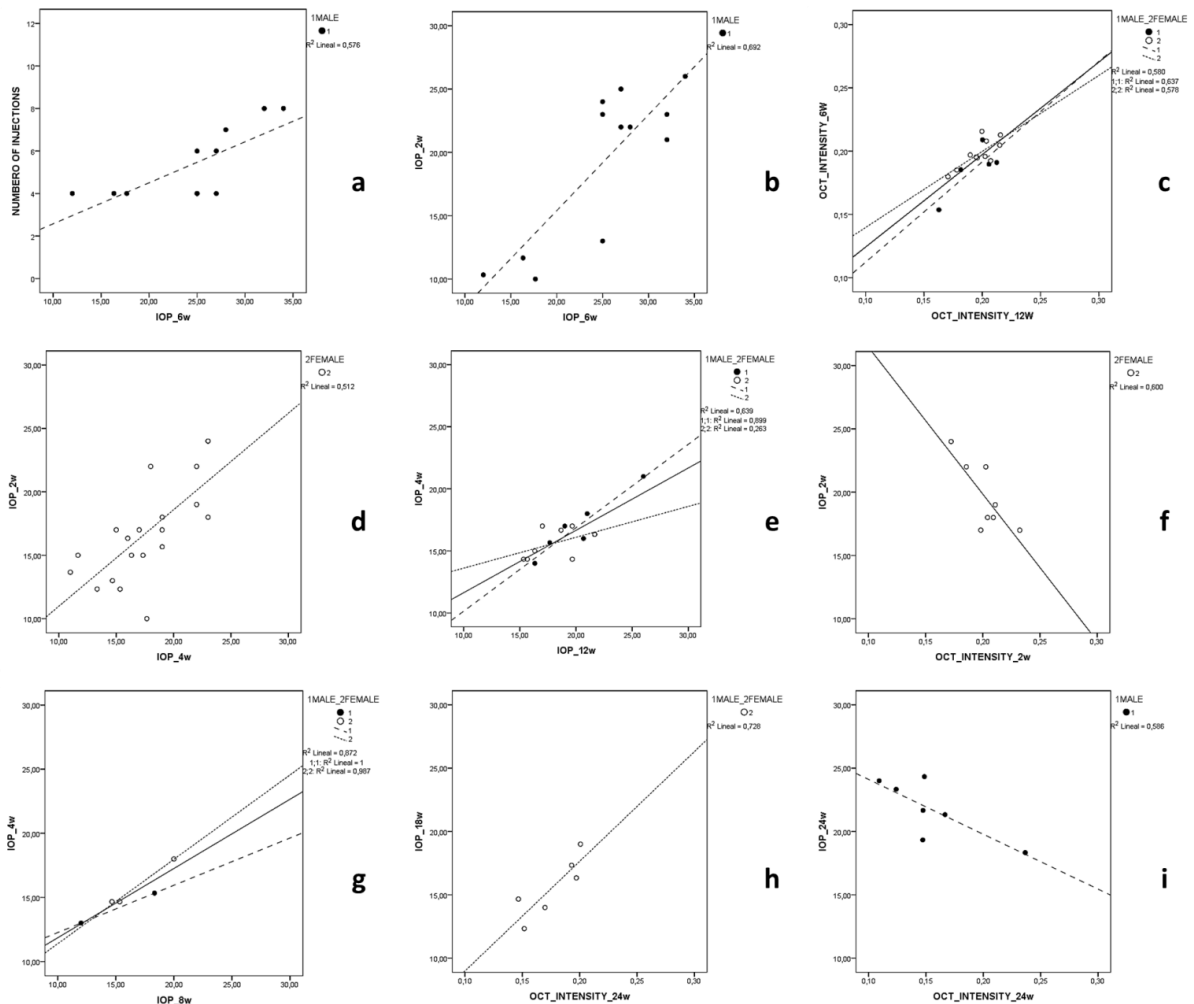 1MALE
1
R2 Lineal = 0,576
NUMBERO OF INJECTIONS
12
10
8
6
4
2
0
10,00 15,00 20,00 25,00 30,00 35,00
IOP_6w
a
1MALE
1
R2 Lineal = 0,692
IOP_2w
30,00
25,00
20,00
15,00
10,00
10,00 15,00 20,00 25,00 30,00 35,00
IOP_6w
b
1MALE_2FEMALE
1
2
1
2
R2 Lineal = 0,580
1;1: R2 Lineal = 0,637
2;2: R2 Lineal = 0,578
OCT_INTENSITY_6W
0,30
0,25
0,20
0,15
0,10
0,10 0,15 0,20 0,25 0,30
OCT_INTENSITY_12W
c
2FEMALE
2
R2 Lineal = 0,512
IOP_2w
30,00
25,00
20,00
15,00
10,00
10,00 15,00 20,00 25,00 30,00
IOP_4w
d
1MALE_2FEMALE
1
2
1
2
R2 Lineal = 0,639
1;1: R2 Lineal = 0,899
2;2: R2 Lineal = 0,263
IOP_4w
30,00
25,00
20,00
15,00
10,00
10,00 15,00 20,00 25,00 30,00
IOP_12w
e
2FEMALE
2
R2 Lineal = 0,600
IOP_2w
30,00
25,00
20,00
15,00
10,00
0,10 0,15 0,20 0,25 0,30
OCT_INTENSITY_2w
f
1MALE_2FEMALE
1
2
1
2
R2 Lineal = 0,872
1;1: R2 Lineal = 1
2;2: R2 Lineal = 0,987
IOP_4w
30,00
25,00
20,00
15,00
10,00
10,00 15,00 20,00 25,00 30,00
IOP_8w
g
1MALE_2FEMALE
2
R2 Lineal = 0,728
IOP_18w
30,00
25,00
20,00
15,00
10,00
0,10 0,15 0,20 0,25 0,30
OCT_INTENSITY_24w
h
1MALE
1
R2 Lineal = 0,586
IOP_24w
30,00
25,00
20,00
15,00
10,00
0,10 0,15 0,20 0,25 0,30
OCT_INTENSITY_24w
i